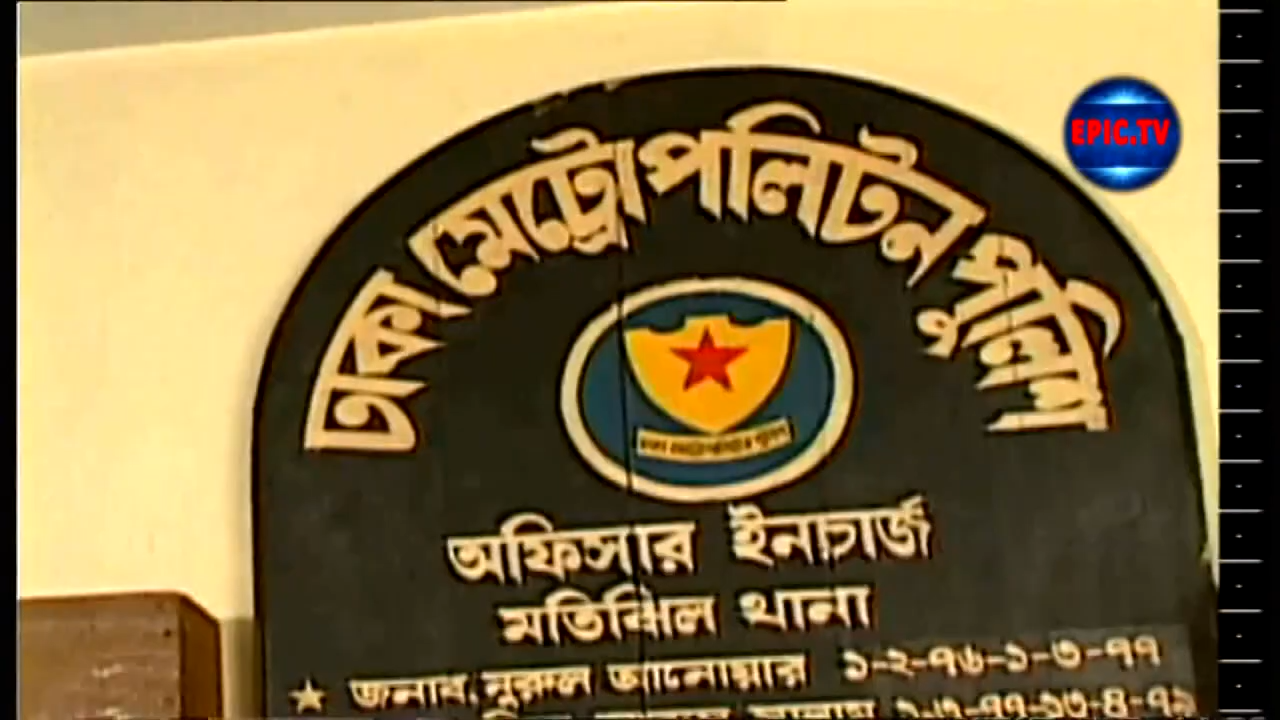 EPIC.TV
ঢাকা মেট্রোপলিটন পুলিশ
অফিসার ইনচার্জ
মতিঝিল থানা
★ জনাব, নুরুল আনোয়ার ১-২-৭৬-১-৩-৭৭